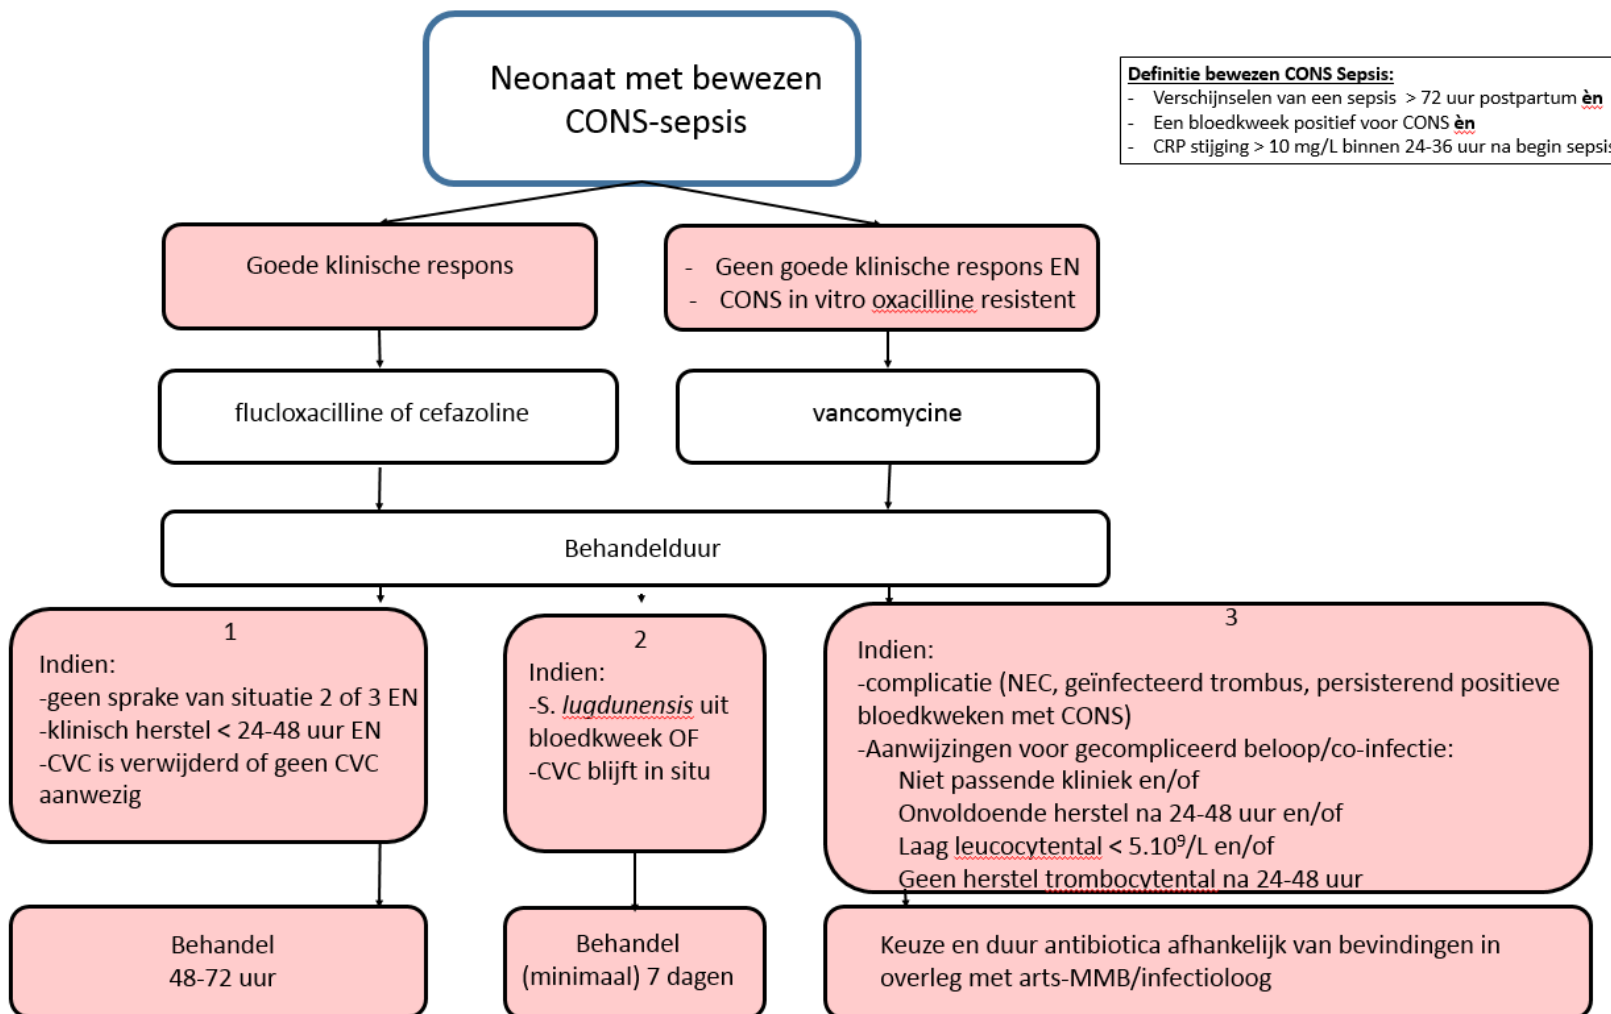 Neonaat met bewezen
CONS-sepsis
Definitie bewezen CONS Sepsis:
- Verschijnselen van een sepsis > 72 uur postpartum èn
- Een bloedkweek positief voor CONS èn
- CRP stijging > 10 mg/L binnen 24-36 uur na begin sepsis
Goede klinische respons
- Geen goede klinische respons EN
- CONS in vitro oxacilline resistent
flucloxacilline of cefazoline
vancomycine
Behandelduur
1
Indien:
-geen sprake van situatie 2 of 3 EN
-klinisch herstel < 24-48 uur EN
-CVC is verwijderd of geen CVC
aanwezig
2
Indien:
-S. lugdunensis uit
bloedkweek OF
-CVC blijft in situ
3
Indien:
-complicatie (NEC, geïnfecteerd trombus, persisterend positieve
bloedkweken met CONS)
-Aanwijzingen voor gecompliceerd beloop/co-infectie:
Niet passende kliniek en/of
Onvoldoende herstel na 24-48 uur en/of
Laag leucocytental < 5.10⁹/L en/of
Geen herstel trombocytental na 24-48 uur
Behandel
48-72 uur
Behandel
(minimaal) 7 dagen
Keuze en duur antibiotica afhankelijk van bevindingen in
overleg met arts-MMB/infectioloog